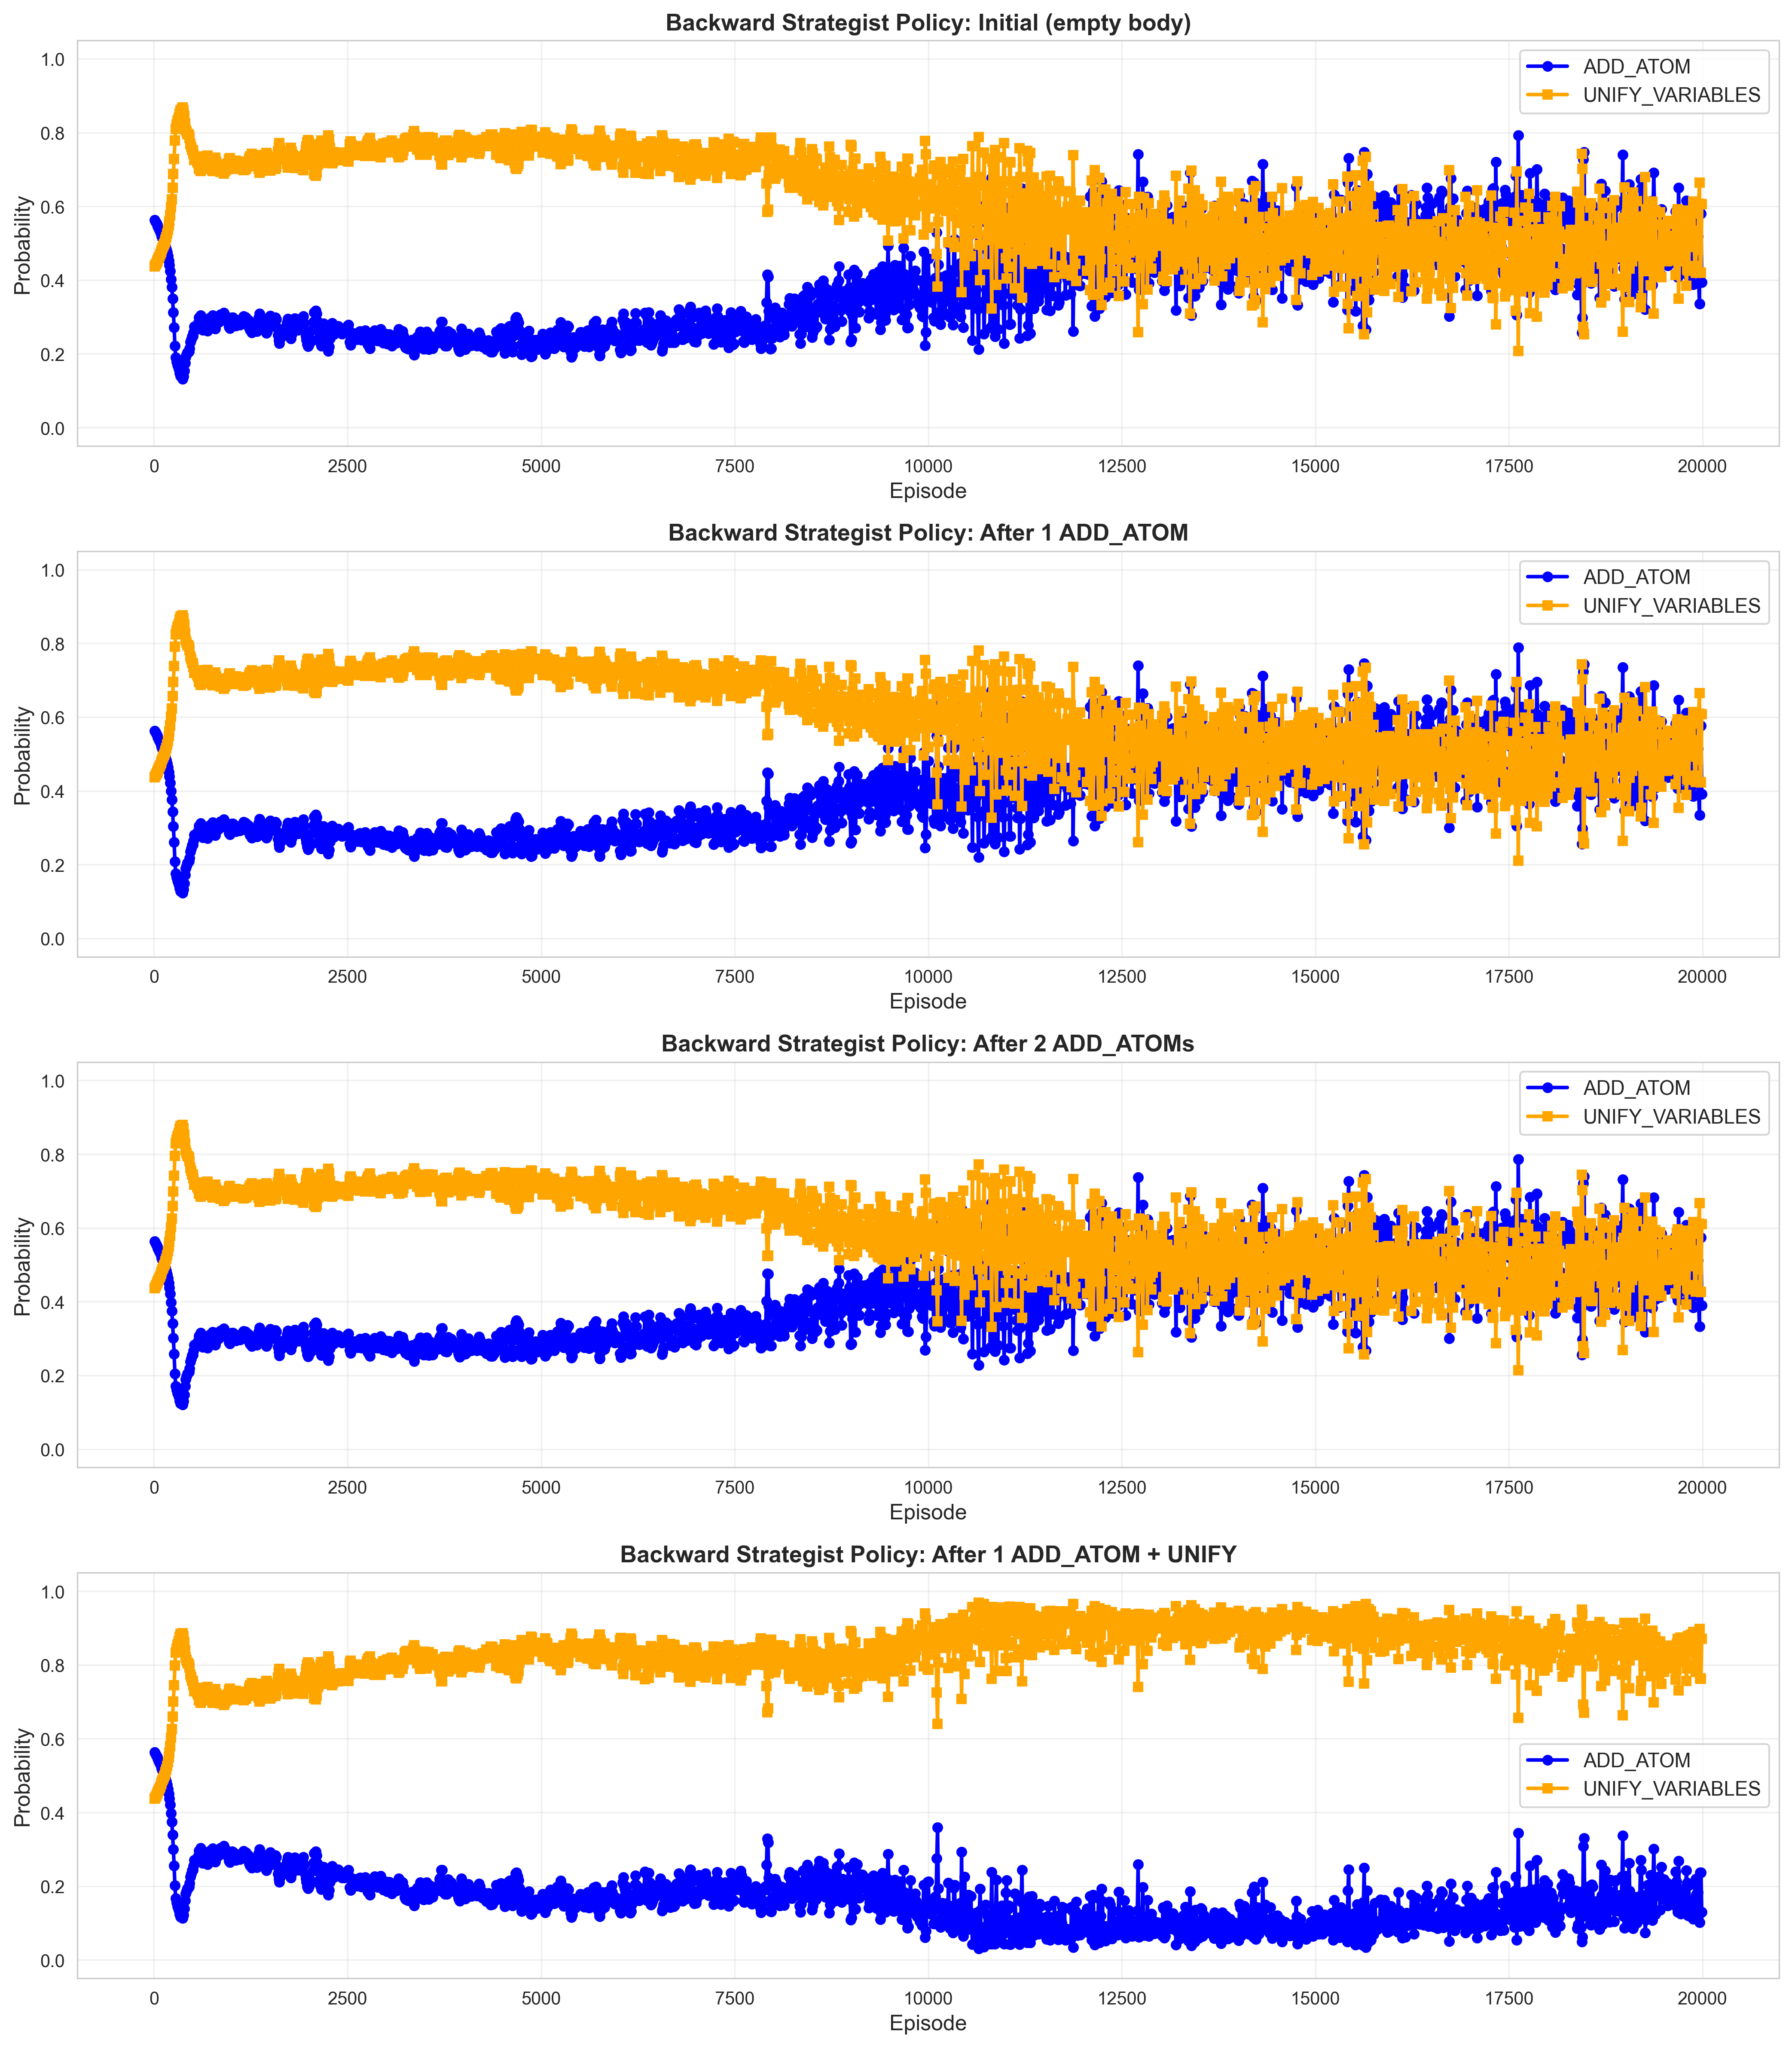 Backward Strategist Policy: Initial (empty body)
1.0
0.8
0.6
0.4
0.2
0.0
Probability
ADD_ATOM
UNIFY_VARIABLES
0 2500 5000 7500 10000 12500 15000 17500 20000
Episode
Backward Strategist Policy: After 1 ADD_ATOM
1.0
0.8
0.6
0.4
0.2
0.0
Probability
ADD_ATOM
UNIFY_VARIABLES
0 2500 5000 7500 10000 12500 15000 17500 20000
Episode
Backward Strategist Policy: After 2 ADD_ATOMs
1.0
0.8
0.6
0.4
0.2
0.0
Probability
ADD_ATOM
UNIFY_VARIABLES
0 2500 5000 7500 10000 12500 15000 17500 20000
Episode
Backward Strategist Policy: After 1 ADD_ATOM + UNIFY
1.0
0.8
0.6
0.4
0.2
0.0
Probability
ADD_ATOM
UNIFY_VARIABLES
0 2500 5000 7500 10000 12500 15000 17500 20000
Episode